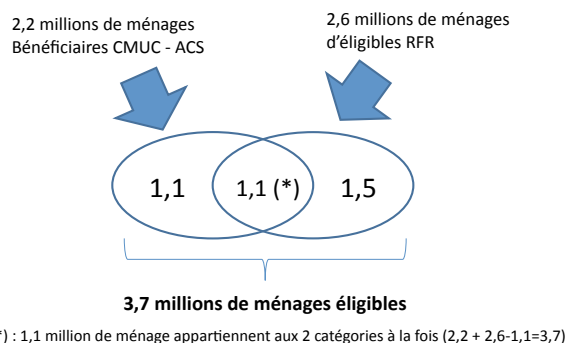 2,2 millions de ménages
Bénéficiaires CMUC - ACS
2,6 millions de ménages
d'éligibles RFR
1,1
1,1 (*)
1,5
3,7 millions de ménages éligibles
*) : 1,1 million de ménage appartiennent aux 2 catégories à la fois (2,2 + 2,6-1,1=3,7)